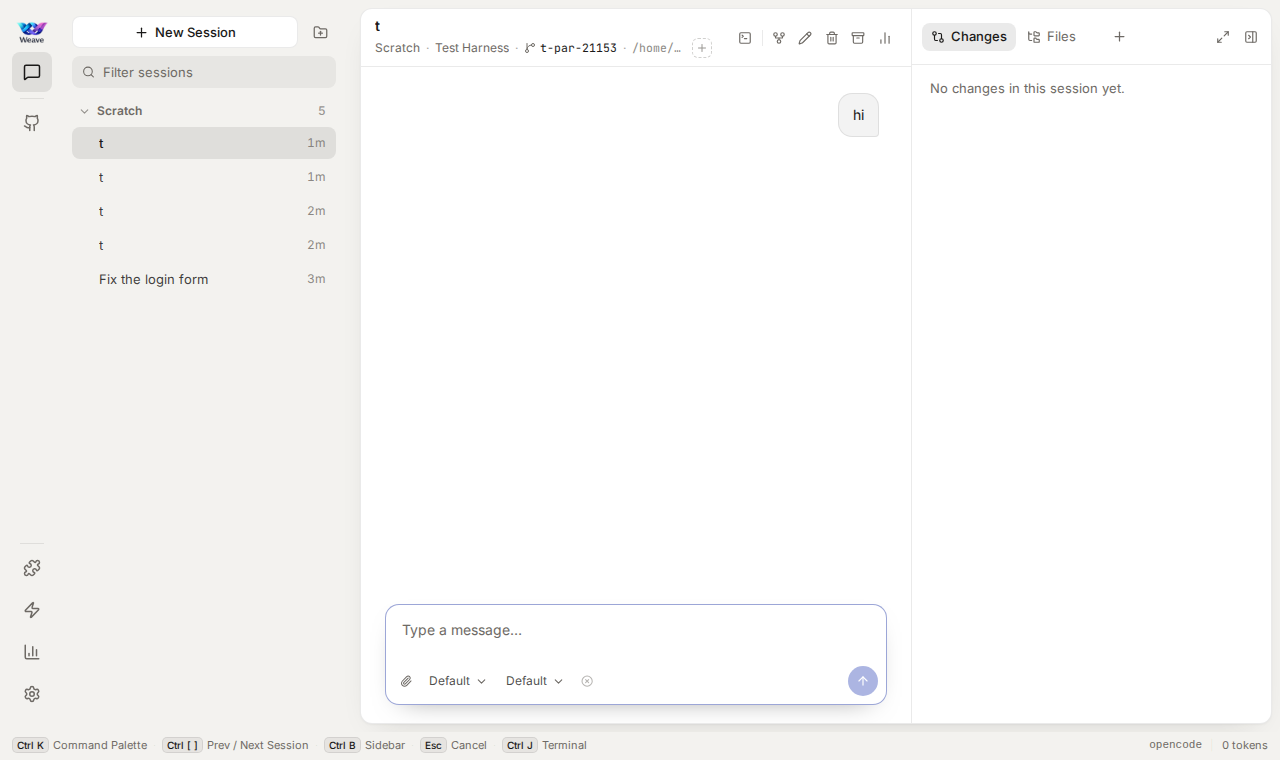 Weave
New Session
Filter sessions
Scratch 5
t 1m
t 1m
t 2m
t 2m
Fix the login form 3m
t
Scratch · Test Harness · t-par-21153 · /home/…
hi
Type a message...
Default Default
Changes Files
No changes in this session yet.
Ctrl K Command Palette Ctrl [ ] Prev / Next Session Ctrl B Sidebar Esc Cancel Ctrl J Terminal opencode 0 tokens